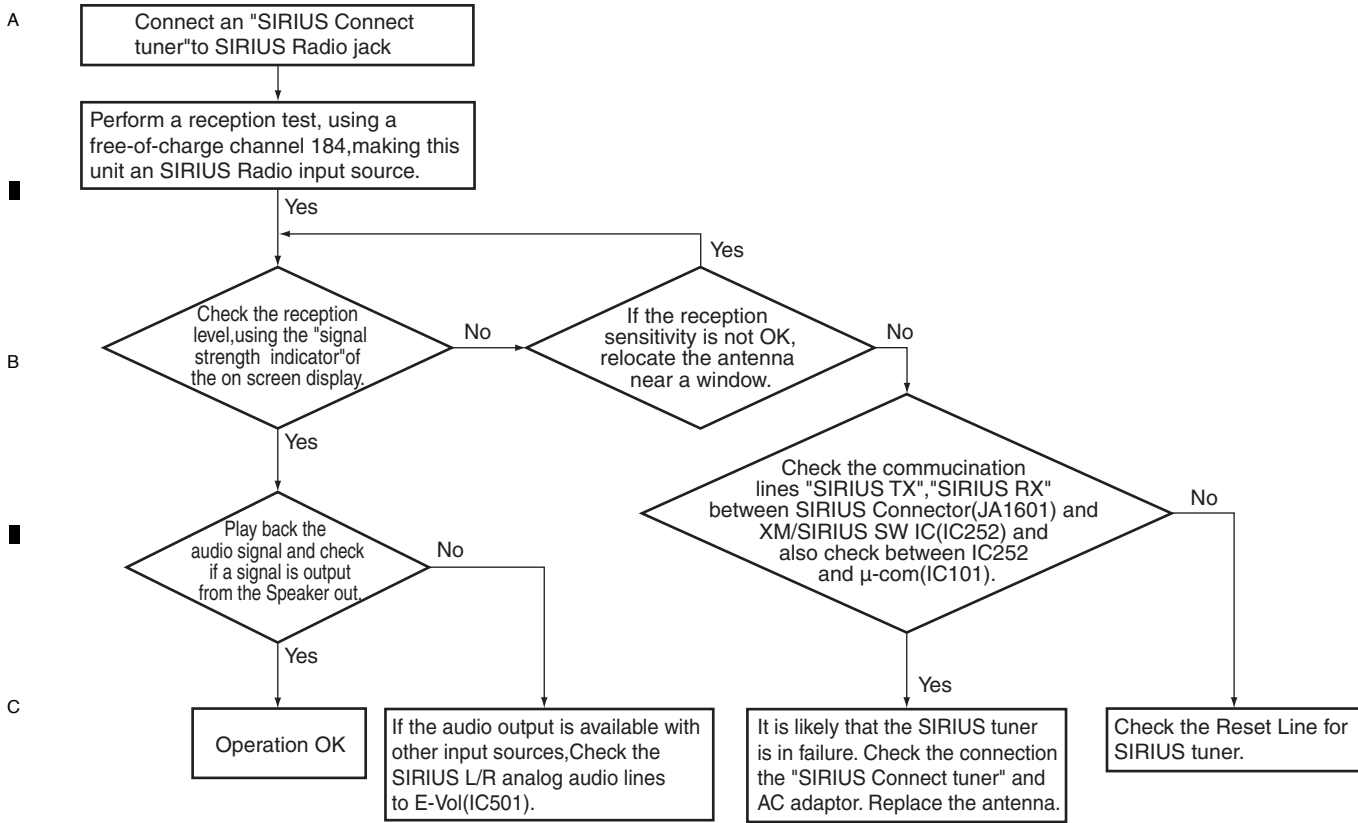 A
Connect an "SIRIUS Connect
tuner"to SIRIUS Radio jack
Perform a reception test, using a
free-of-charge channel 184,making this
unit an SIRIUS Radio input source.
Yes
Yes
B
Check the reception
level,using the "signal
strength indicator"of
the on screen display.
No
If the reception
sensitivity is not OK,
relocate the antenna
near a window.
No
Yes
Play back the
audio signal and check
if a signal is output
from the Speaker out.
No
Check the commucination
lines "SIRIUS TX","SIRIUS RX"
between SIRIUS Connector(JA1601) and
XM/SIRIUS SW IC(IC252) and
also check between IC252
and μ-com(IC101).
No
Yes
Yes
C
Operation OK
If the audio output is available with
other input sources,Check the
SIRIUS L/R analog audio lines
to E-Vol(IC501).
It is likely that the SIRIUS tuner
is in failure. Check the connection
the "SIRIUS Connect tuner" and
AC adaptor. Replace the antenna.
Check the Reset Line for
SIRIUS tuner.